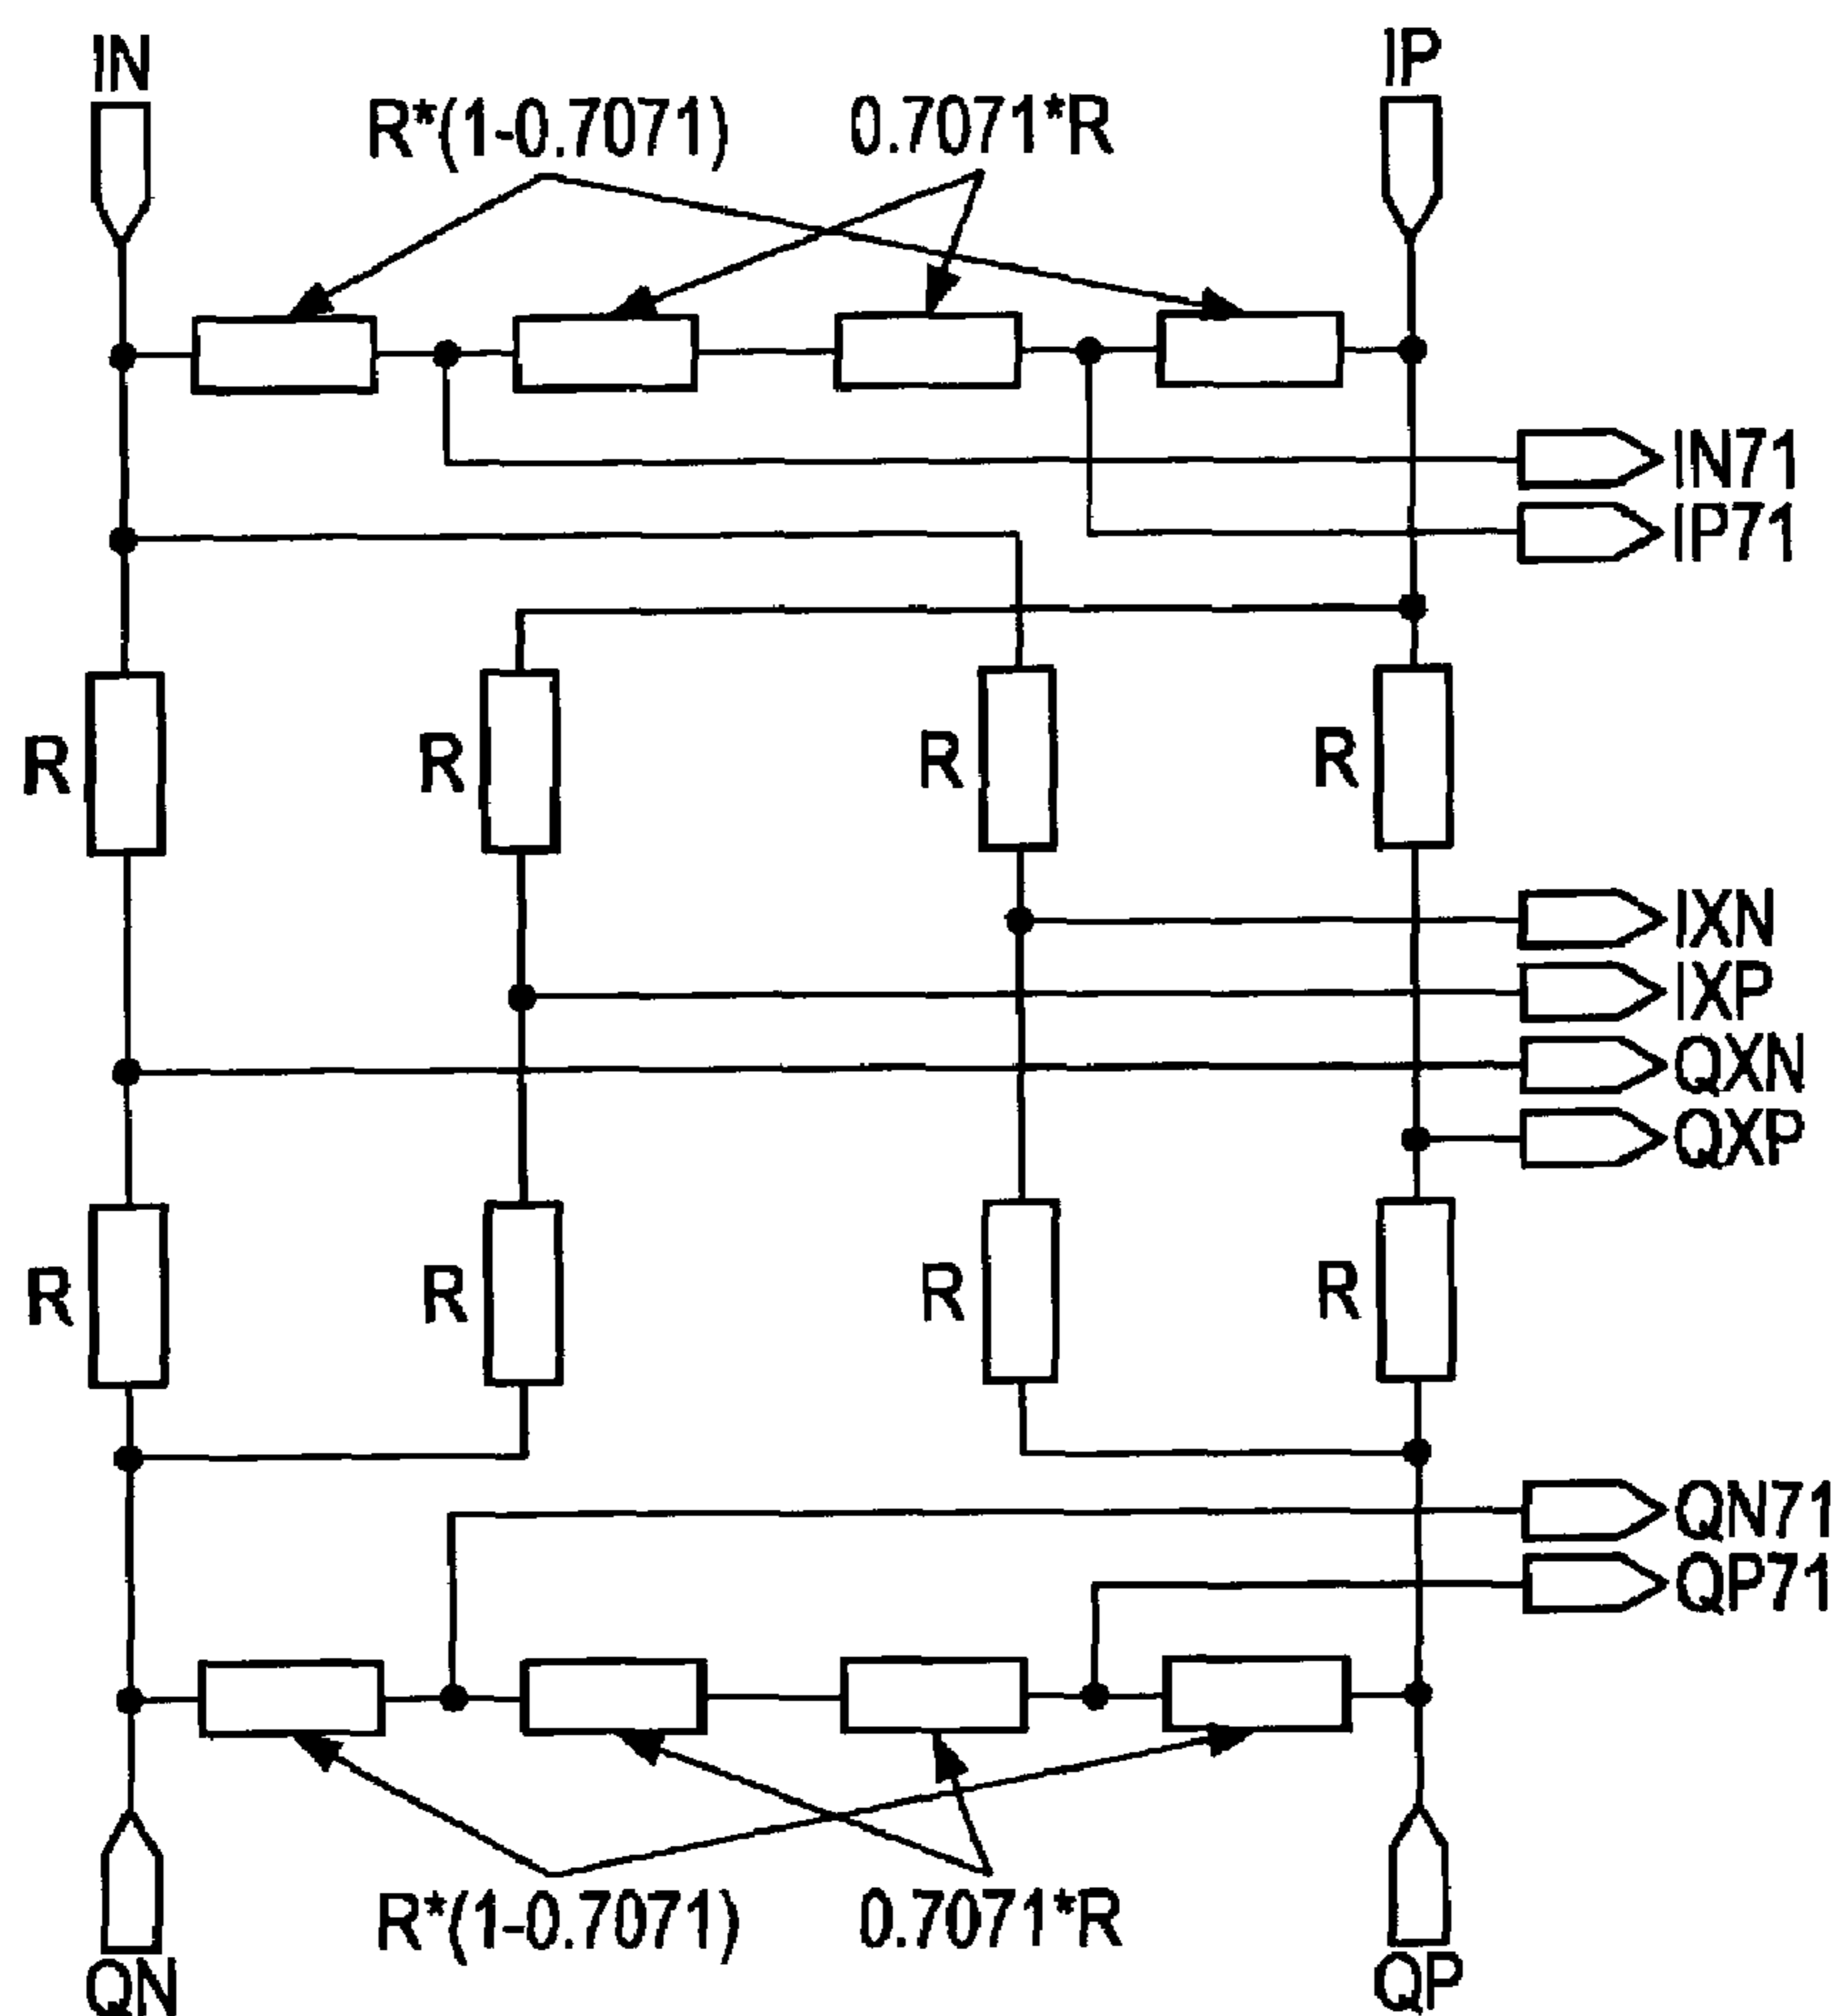 IN IP
R*(1-0.7071) 0.7071*R
IN71
IP71
R R R R
IXN
IXP
QXN
QXP
R R R R
QN71
QP71
R*(1-0.7071) 0.7071*R
QN QP